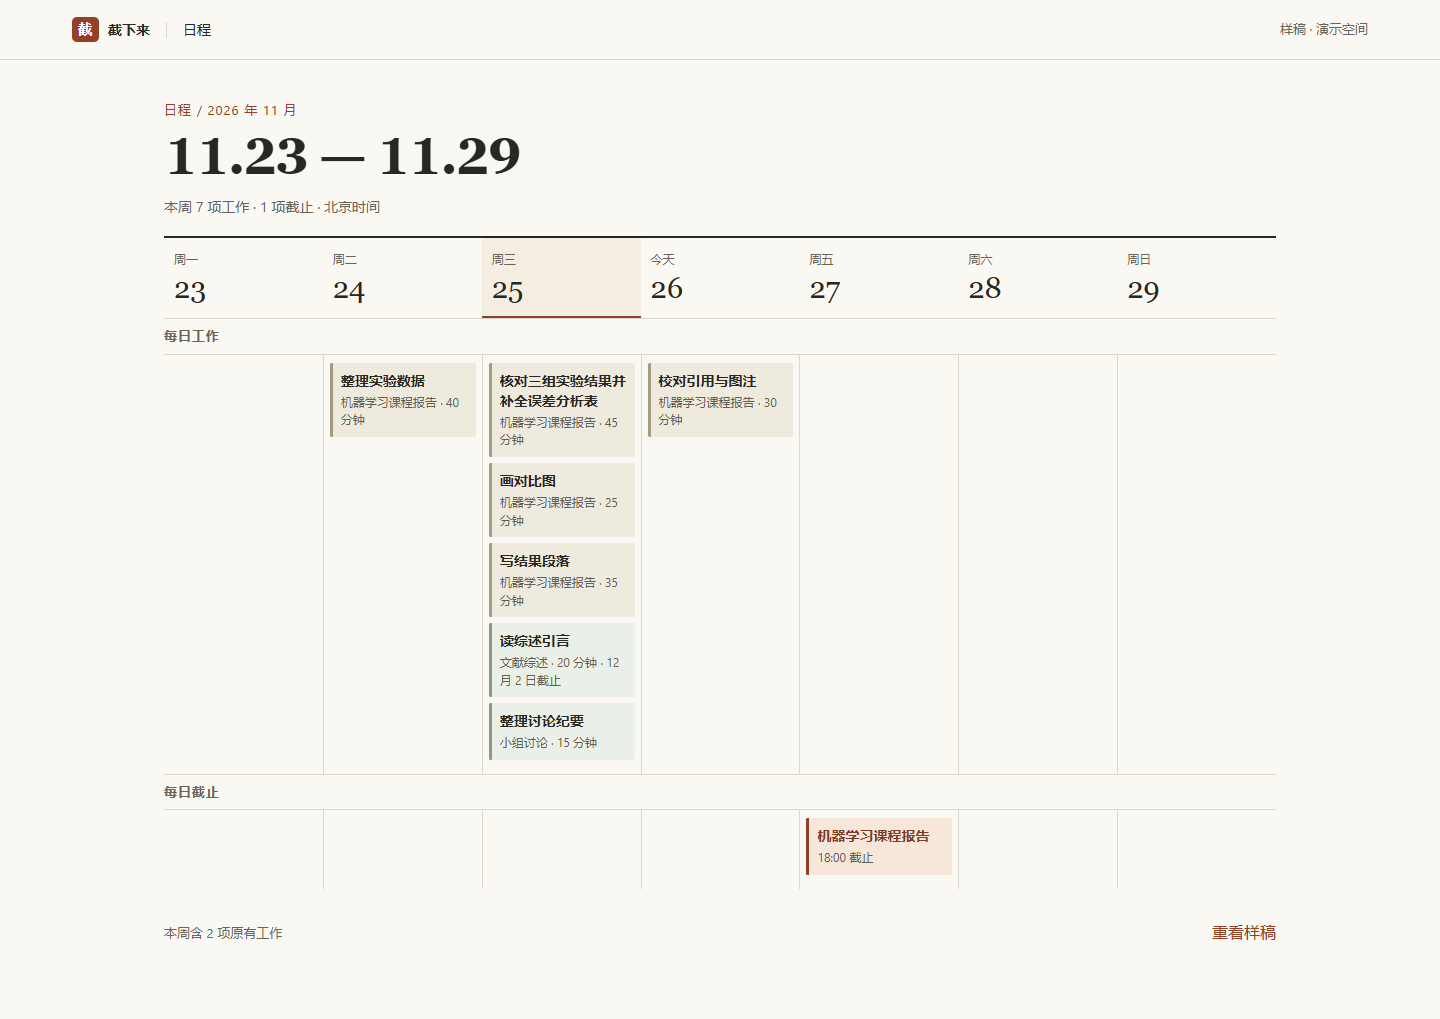 截 截下来 日程 样稿 · 演示空间
日程 / 2026 年 11 月
11.23 — 11.29
本周 7 项工作 · 1 项截止 · 北京时间
周一 周二 周三 今天 周五 周六 周日
23 24 25 26 27 28 29
每日工作
整理实验数据
机器学习课程报告 · 40
分钟
核对三组实验结果并
补全误差分析表
机器学习课程报告 · 45
分钟
画对比图
机器学习课程报告 · 25
分钟
写结果段落
机器学习课程报告 · 35
分钟
读综述引言
文献综述 · 20 分钟 · 12
月 2 日截止
整理讨论纪要
小组讨论 · 15 分钟
校对引用与图注
机器学习课程报告 · 30
分钟
每日截止
机器学习课程报告
18:00 截止
本周含 2 项原有工作 重看样稿